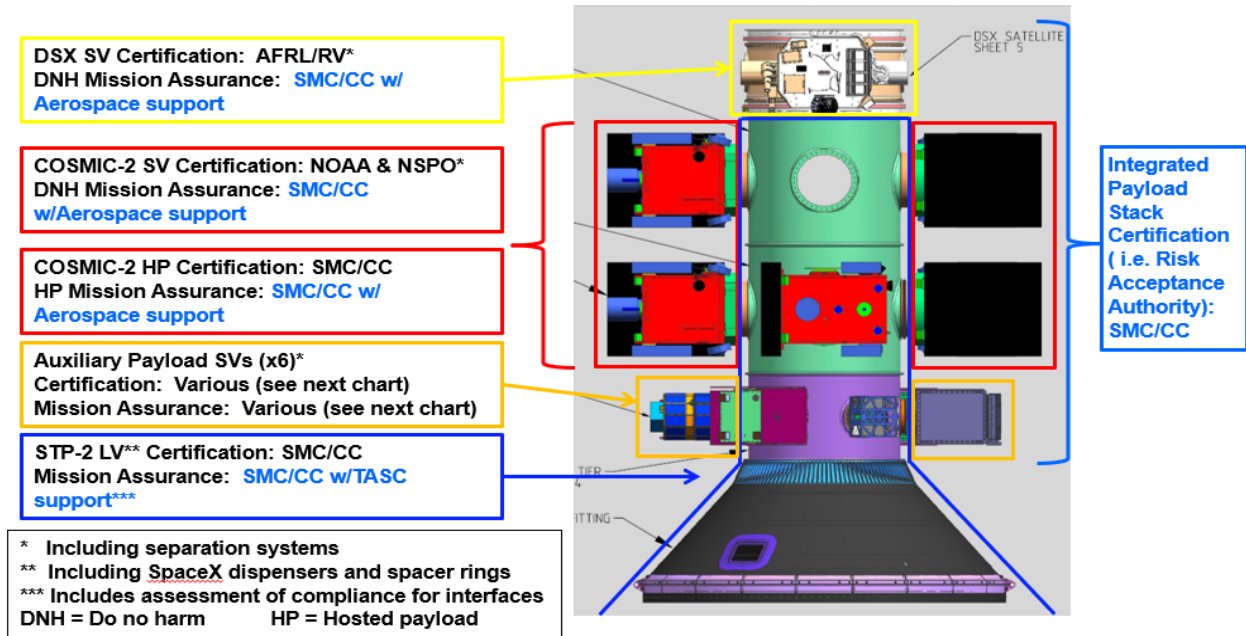 DSX SV Certification: AFRL/RV*
DNH Mission Assurance: SMC/CC w/
Aerospace support
COSMIC-2 SV Certification: NOAA & NSPO*
DNH Mission Assurance: SMC/CC
w/Aerospace support
COSMIC-2 HP Certification: SMC/CC
HP Mission Assurance: SMC/CC w/
Aerospace support
Auxiliary Payload SVs (x6)*
Certification: Various (see next chart)
Mission Assurance: Various (see next chart)
STP-2 LV** Certification: SMC/CC
Mission Assurance: SMC/CC w/TASC
support***
* Including separation systems
** Including SpaceX dispensers and spacer rings
*** Includes assessment of compliance for interfaces
DNH = Do no harm HP = Hosted payload
DSX SATELLITE
SHEET 5
TIER
4
FITTING
Integrated
Payload
Stack
Certification
( i.e. Risk
Acceptance
Authority):
SMC/CC